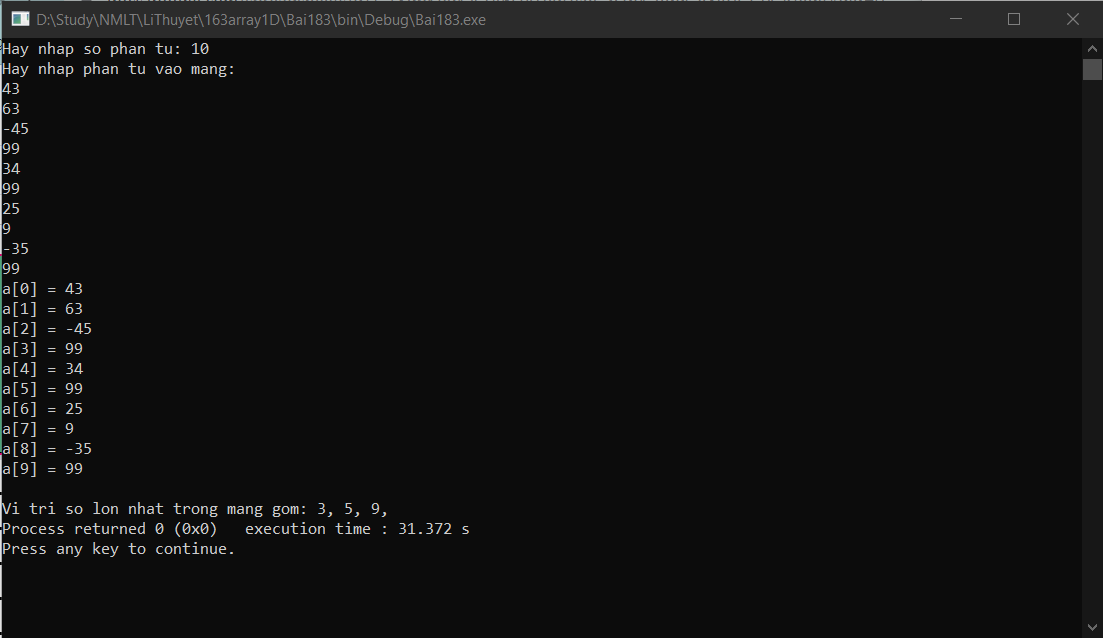 D:\Study\NMLT\LiThuyet\163array1D\Bai183\bin\Debug\Bai183.exe
Hay nhap so phan tu: 10
Hay nhap phan tu vao mang:
43
63
-45
99
34
99
25
9
-35
99
a[0] = 43
a[1] = 63
a[2] = -45
a[3] = 99
a[4] = 34
a[5] = 99
a[6] = 25
a[7] = 9
a[8] = -35
a[9] = 99
Vi tri so lon nhat trong mang gom: 3, 5, 9,
Process returned 0 (0x0)   execution time : 31.372 s
Press any key to continue.